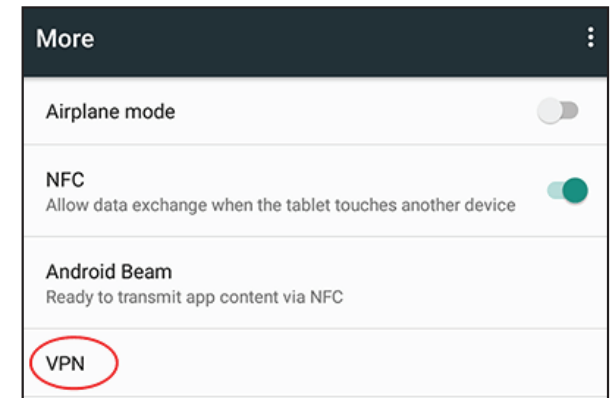 More
Airplane mode
NFC
Allow data exchange when the tablet touches another device
Android Beam
Ready to transmit app content via NFC
VPN